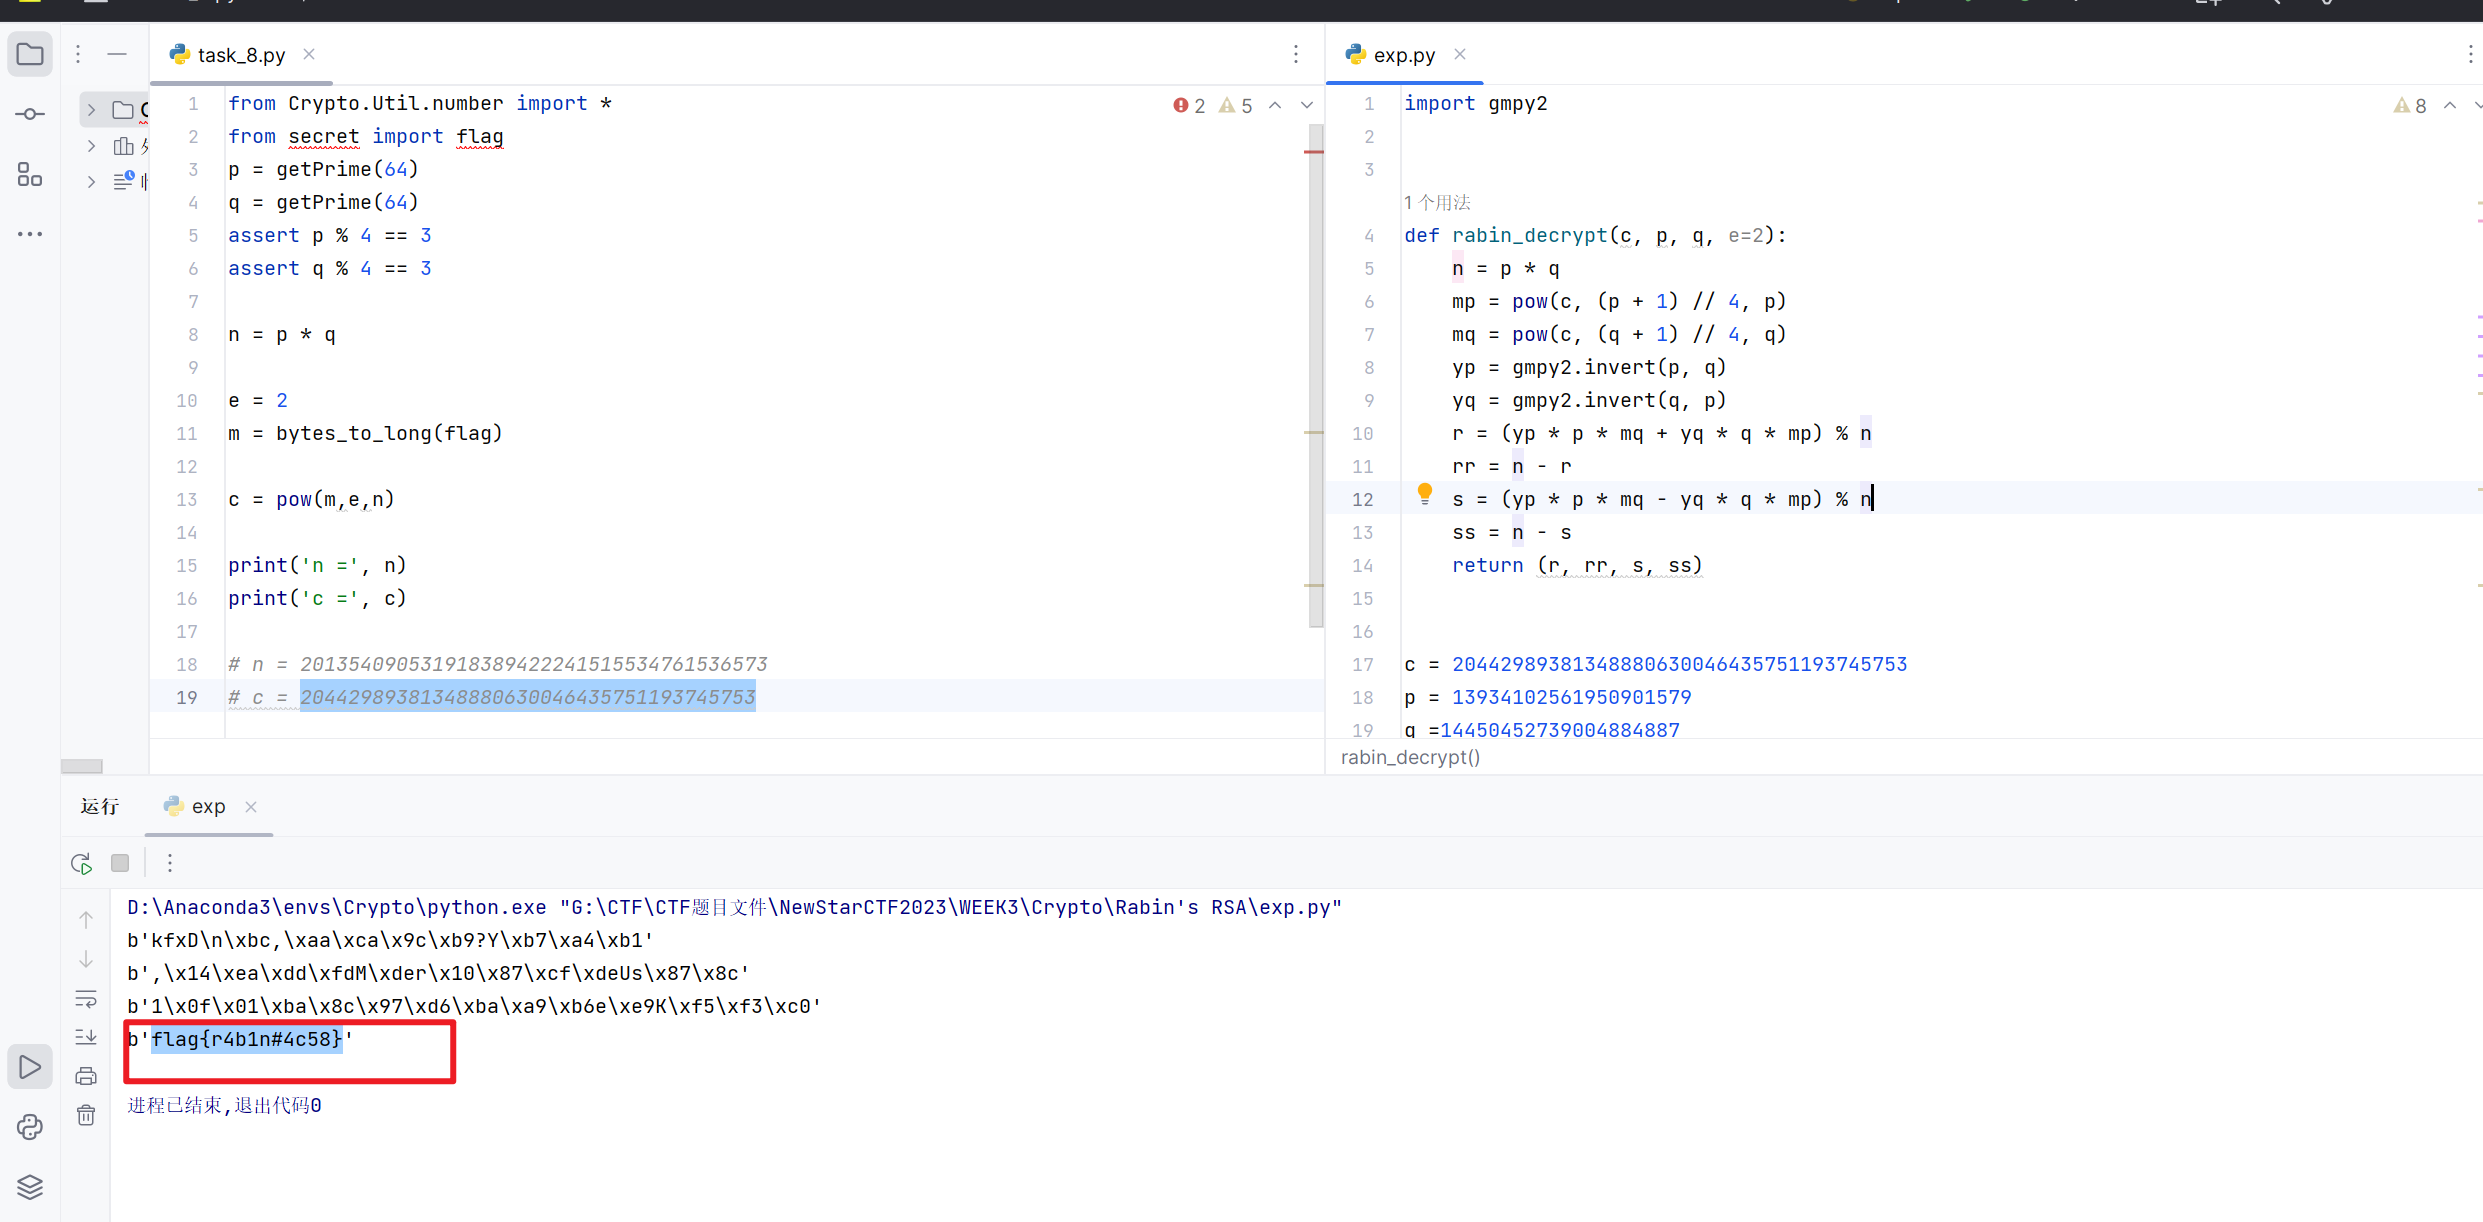 task_8.py
exp.py
2 5
8
1 from Crypto.Util.number import *
2 from secret import flag
3 p = getPrime(64)
4 q = getPrime(64)
5 assert p % 4 == 3
6 assert q % 4 == 3
7
8 n = p * q
9
10 e = 2
11 m = bytes_to_long(flag)
12
13 c = pow(m,e,n)
14
15 print('n =', n)
16 print('c =', c)
17
18 # n = 201354090531918389422241515534761536573
19 # c = 20442989381348880630046435751193745753
1 import gmpy2
2
3
1 个用法
4 def rabin_decrypt(c, p, q, e=2):
5 n = p * q
6 mp = pow(c, (p + 1) // 4, p)
7 mq = pow(c, (q + 1) // 4, q)
8 yp = gmpy2.invert(p, q)
9 yq = gmpy2.invert(q, p)
10 r = (yp * p * mq + yq * q * mp) % n
11 rr = n - r
12 s = (yp * p * mq - yq * q * mp) % n
13 ss = n - s
14 return (r, rr, s, ss)
15
16
17 c = 20442989381348880630046435751193745753
18 p = 13934102561950901579
19 q =14450452739004884887
rabin_decrypt()
运行
exp
D:\Anaconda3\envs\Crypto\python.exe "G:\CTF\CTF题目文件\NewStarCTF2023\WEEK3\Crypto\Rabin's RSA\exp.py"
b'kfxD\n\xbc,\xaa\xca\x9c\xb9?Y\xb7\xa4\xb1'
b',\x14\xea\xdd\xfdM\xder\x10\x87\xcf\xdeUs\x87\x8c'
b'1\x0f\x01\xba\x8c\x97\xd6\xba\xa9\xb6e\xe9K\xf5\xf3\xc0'
b'flag{r4b1n#4c58}'
进程已结束,退出代码0